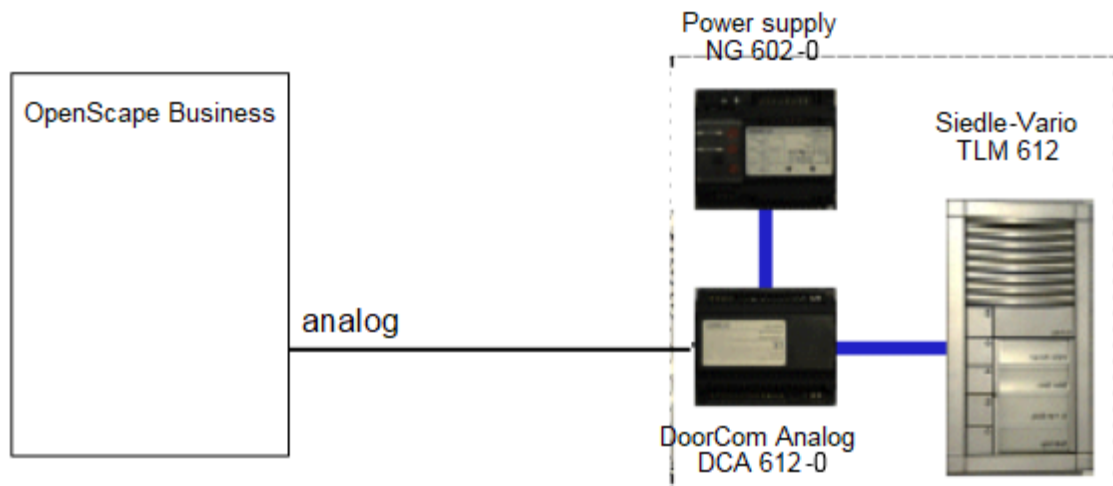 Power supply
NG 602-0
OpenScape Business
Siedle-Vario
TLM 612
analog
DoorCom Analog
DCA 612-0